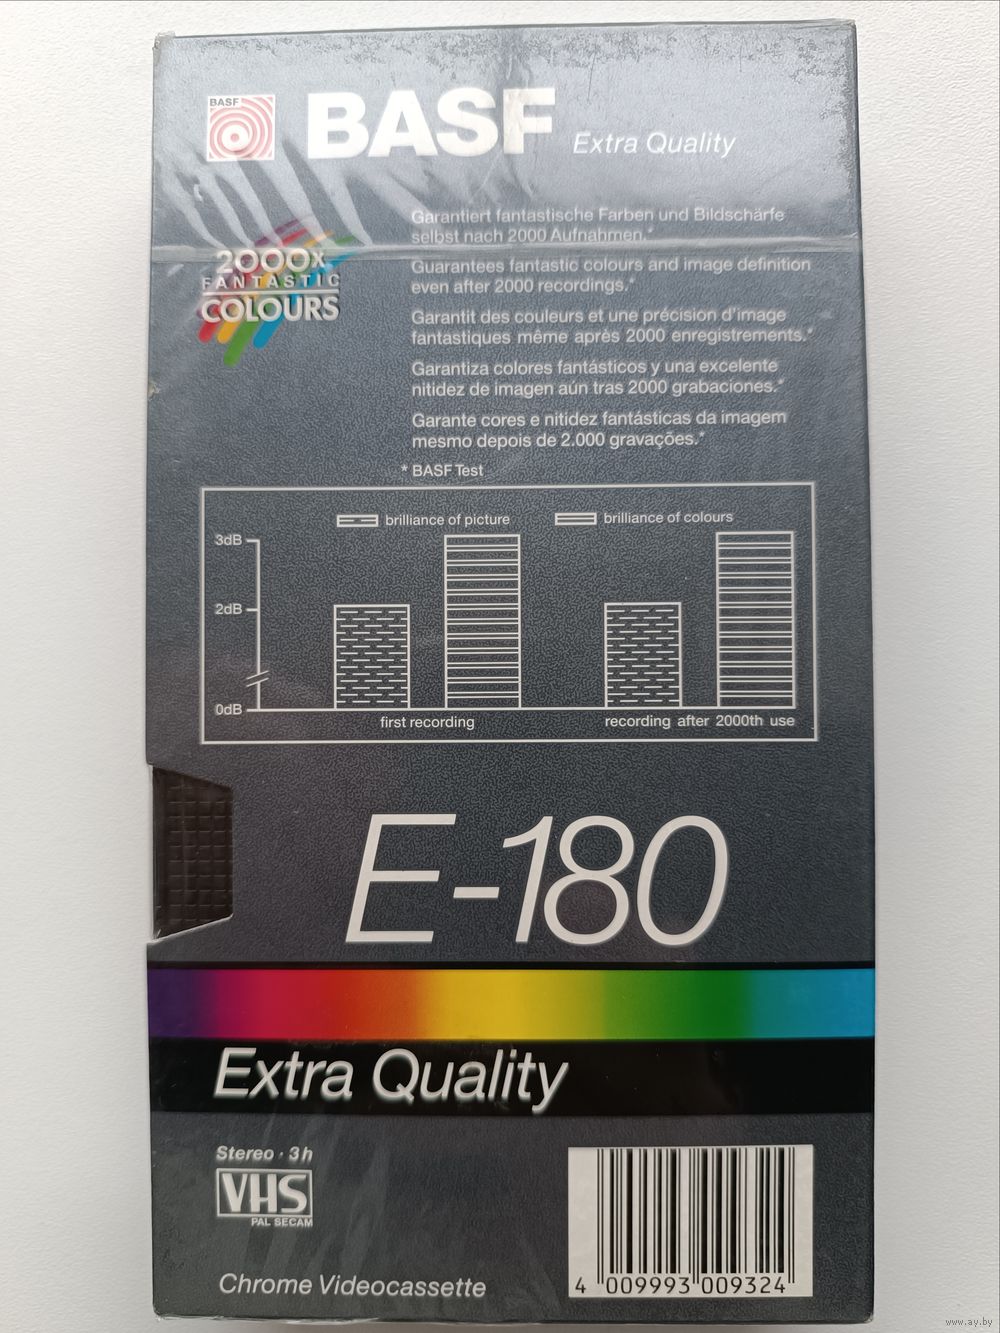 BASF
BASF Extra Quality
2000x
FANTASTIC
COLOURS
Garantiert fantastische Farben und Bildschärfe
selbst nach 2000 Aufnahmen.*
Guarantees fantastic colours and image definition
even after 2000 recordings.*
Garantit des couleurs et une précision d'image
fantastiques même après 2000 enregistrements.*
Garantiza colores fantásticos y una excelente
nitidez de imagen aún tras 2000 grabaciones.*
Garante cores e nitidez fantásticas da imagem
mesmo depois de 2.000 gravações.*
* BASF Test
brilliance of picture brilliance of colours
3dB
2dB
0dB
first recording recording after 2000th use
E-180
Extra Quality
Stereo · 3h
VHS
PAL SECAM
Chrome Videocassette
4 009993 009324
www.ay.by